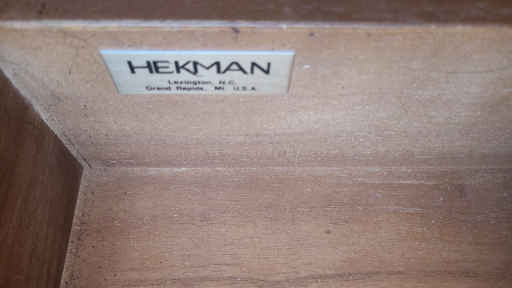 HEKMAN
Lexington, N.C.
Grand Rapids, MI U.S.A.